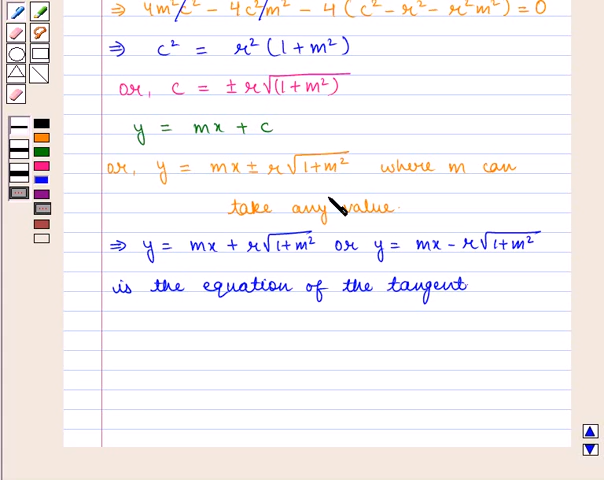 ⇒ 4m²c² - 4c²m² - 4 (c² - r² - r²m²) = 0
⇒ c² = r² (1 + m²)
or, c = ± r√(1+m²)
y = mx + c
or, y = mx ± r√1+m² where m can
take any value.
⇒ y = mx + r√1+m² or y = mx - r√1+m²
is the equation of the tangent